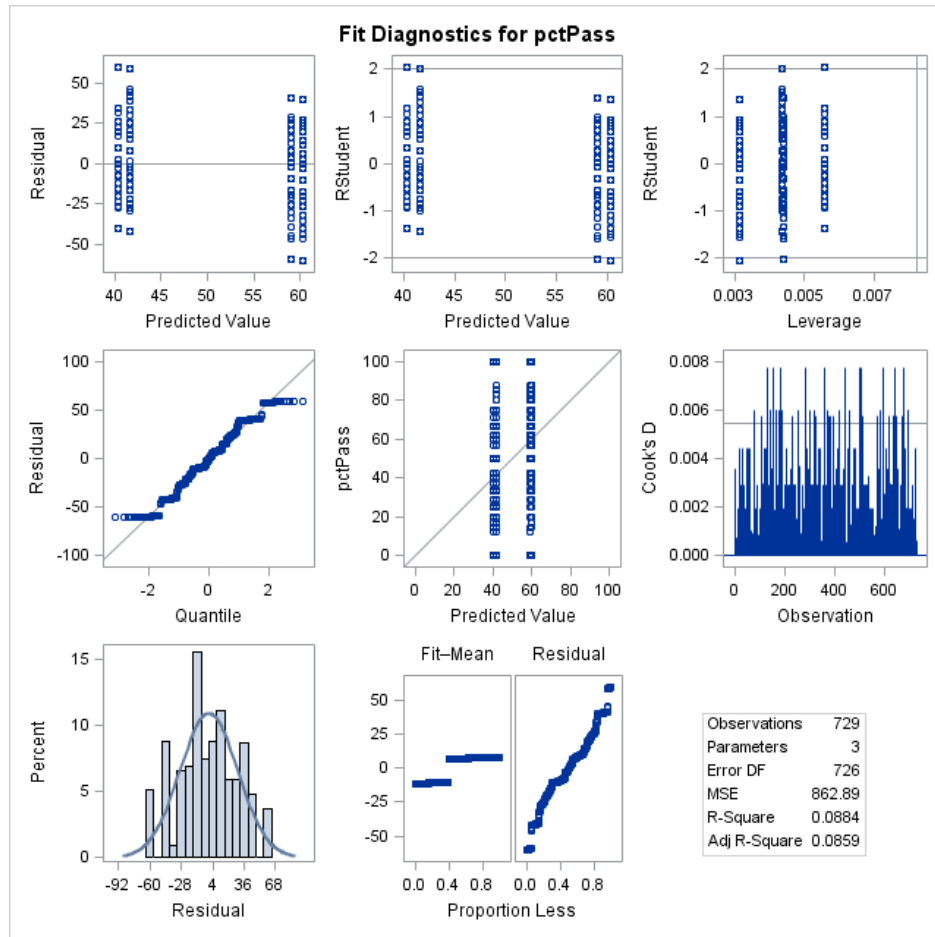 Fit Diagnostics for pctPass
Residual
50
25
0
-25
-50
40 45 50 55 60
Predicted Value
RStudent
2
1
0
-1
-2
40 45 50 55 60
Predicted Value
RStudent
2
1
0
-1
-2
0.003 0.005 0.007
Leverage
Residual
100
50
0
-50
-100
-2 0 2
Quantile
pctPass
100
80
60
40
20
0
0 20 40 60 80 100
Predicted Value
Cook's D
0.008
0.006
0.004
0.002
0.000
0 200 400 600
Observation
Percent
15
10
5
0
-92 -60 -28 4 36 68
Residual
Fit–Mean Residual
50
25
0
-25
-50
0.0 0.4 0.8 0.0 0.4 0.8
Proportion Less
Observations 729
Parameters 3
Error DF 726
MSE 862.89
R-Square 0.0884
Adj R-Square 0.0859